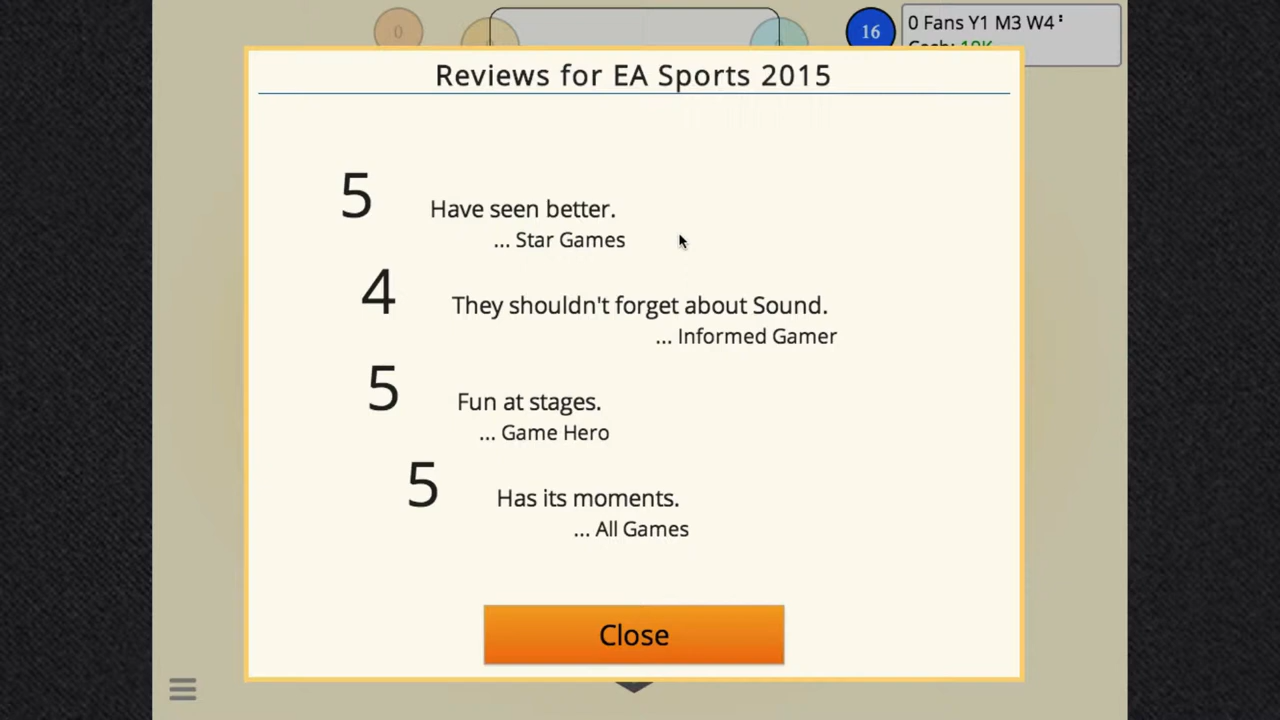 0
16
0 Fans Y1 M3 W4
Cash: 10K
Reviews for EA Sports 2015
5
Have seen better.
... Star Games
4
They shouldn't forget about Sound.
... Informed Gamer
5
Fun at stages.
... Game Hero
5
Has its moments.
... All Games
Close